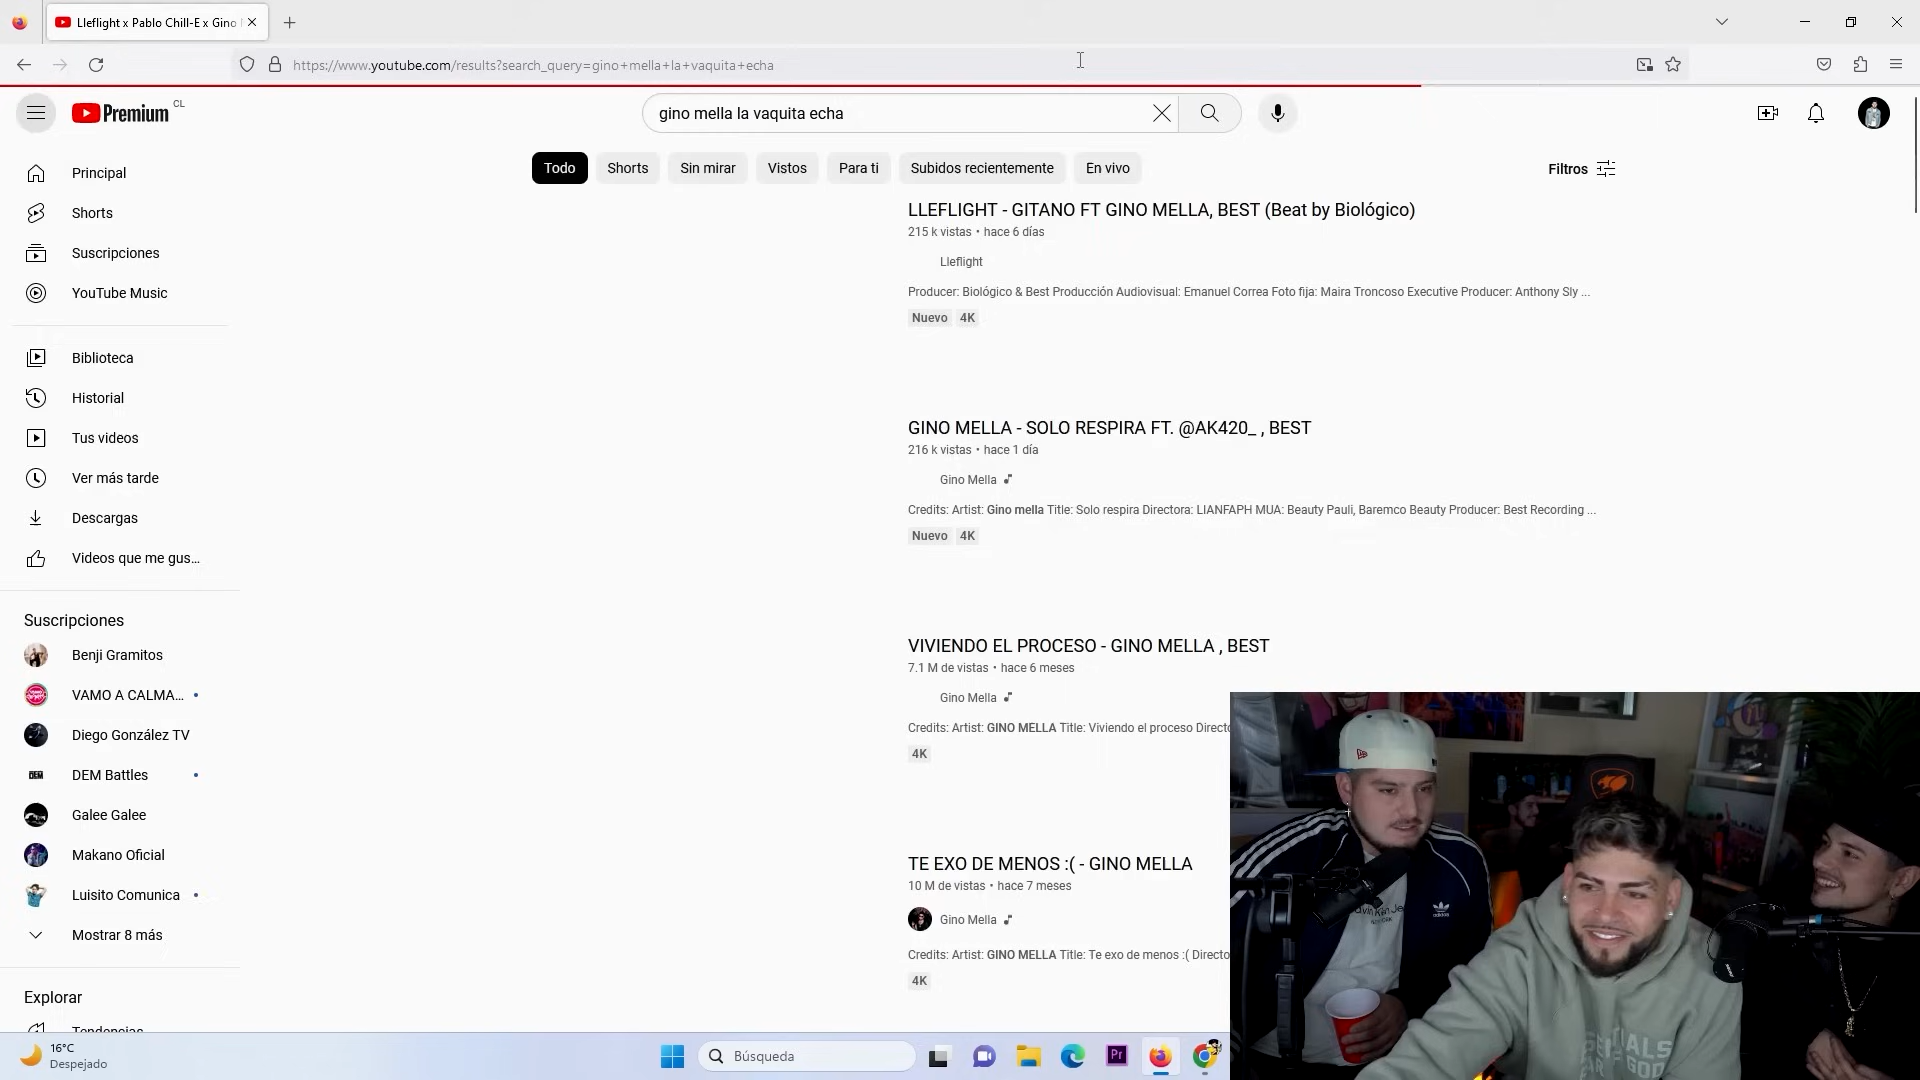 Lleflight x Pablo Chill-E x Gino
https://www.youtube.com/results?search_query=gino+mella+la+vaquita+echa
Premium CL
gino mella la vaquita echa
Todo
Shorts
Sin mirar
Vistos
Para ti
Subidos recientemente
En vivo
Filtros
Principal
Shorts
Suscripciones
YouTube Music
Biblioteca
Historial
Tus videos
Ver más tarde
Descargas
Videos que me gus...
Suscripciones
Benji Gramitos
VAMO A CALMA...
Diego González TV
DEM Battles
Galee Galee
Makano Oficial
Luisito Comunica
Mostrar 8 más
Explorar
Tendencias
LLEFLIGHT - GITANO FT GINO MELLA, BEST (Beat by Biológico)
215 k vistas • hace 6 días
Lleflight
Producer: Biológico & Best Producción Audiovisual: Emanuel Correa Foto fija: Maira Troncoso Executive Producer: Anthony Sly ...
Nuevo 4K
GINO MELLA - SOLO RESPIRA FT. @AK420_ , BEST
216 k vistas • hace 1 día
Gino Mella
Credits: Artist: Gino mella Title: Solo respira Directora: LIANFAPH MUA: Beauty Pauli, Baremco Beauty Producer: Best Recording ...
Nuevo 4K
VIVIENDO EL PROCESO - GINO MELLA , BEST
7.1 M de vistas • hace 6 meses
Gino Mella
Credits: Artist: GINO MELLA Title: Viviendo el proceso Directo
4K
TE EXO DE MENOS :( - GINO MELLA
10 M de vistas • hace 7 meses
Gino Mella
Credits: Artist: GINO MELLA Title: Te exo de menos :( Directo
4K
adidas
16°C
Despejado
Búsqueda
Pr